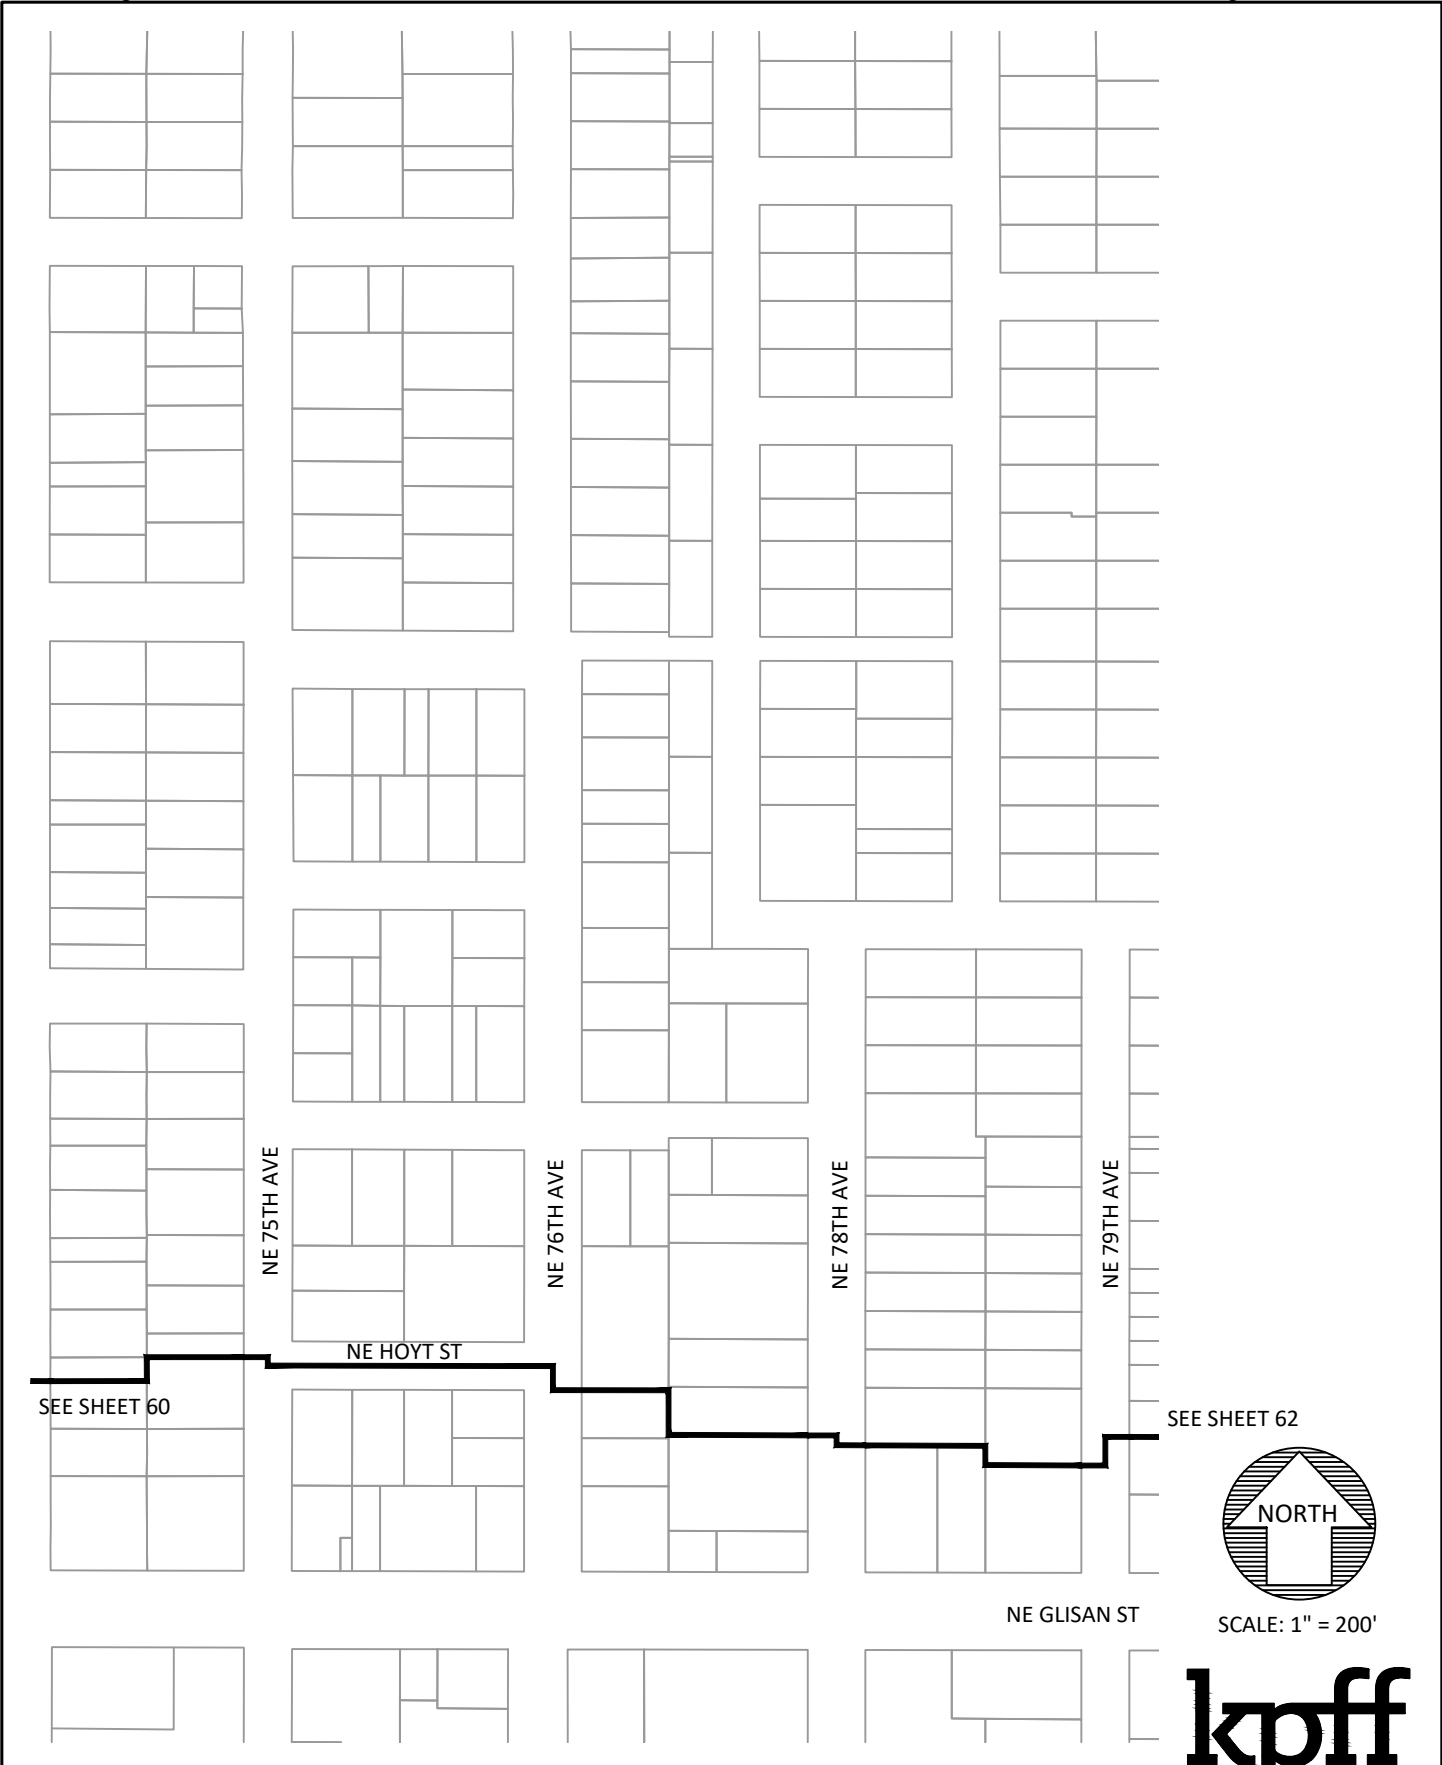 NE 75TH AVE
NE 76TH AVE
NE 78TH AVE
NE 79TH AVE
NE HOYT ST
SEE SHEET 60
SEE SHEET 62
NORTH
NE GLISAN ST
SCALE: 1" = 200'
kpff